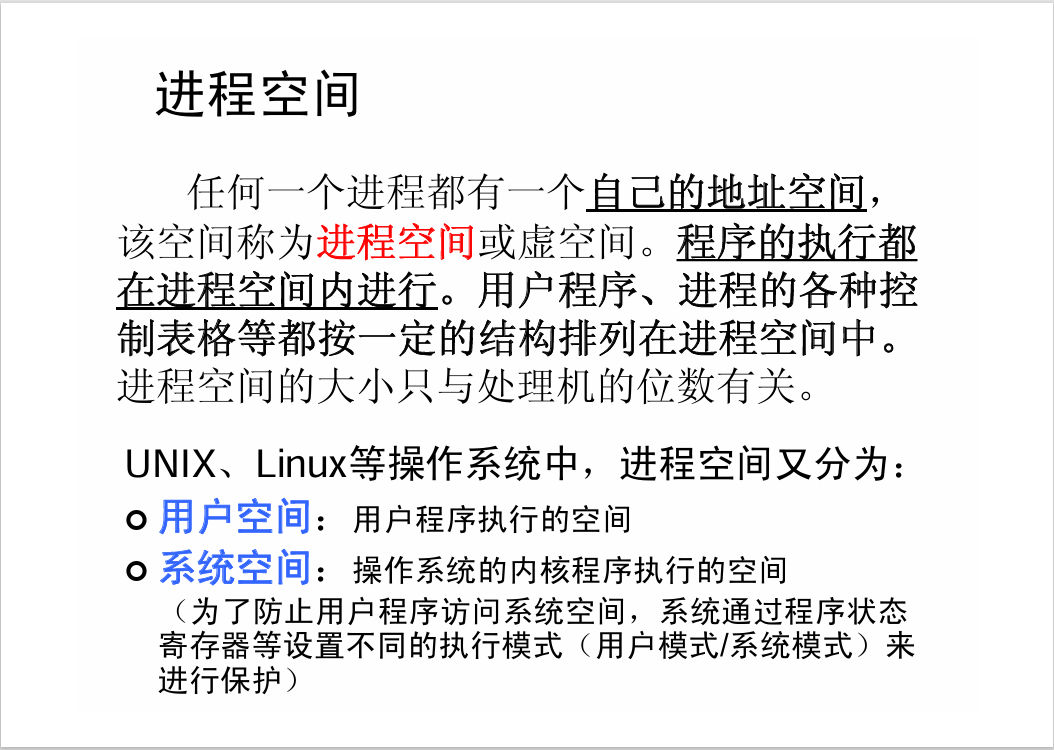 进程空间
任何一个进程都有一个自己的地址空间，
该空间称为进程空间或虚空间。程序的执行都
在进程空间内进行。用户程序、进程的各种控
制表格等都按一定的结构排列在进程空间中。
进程空间的大小只与处理机的位数有关。
UNIX、Linux等操作系统中，进程空间又分为：
用户空间：用户程序执行的空间
系统空间：操作系统的内核程序执行的空间
（为了防止用户程序访问系统空间，系统通过程序状态
寄存器等设置不同的执行模式（用户模式/系统模式）来
进行保护）